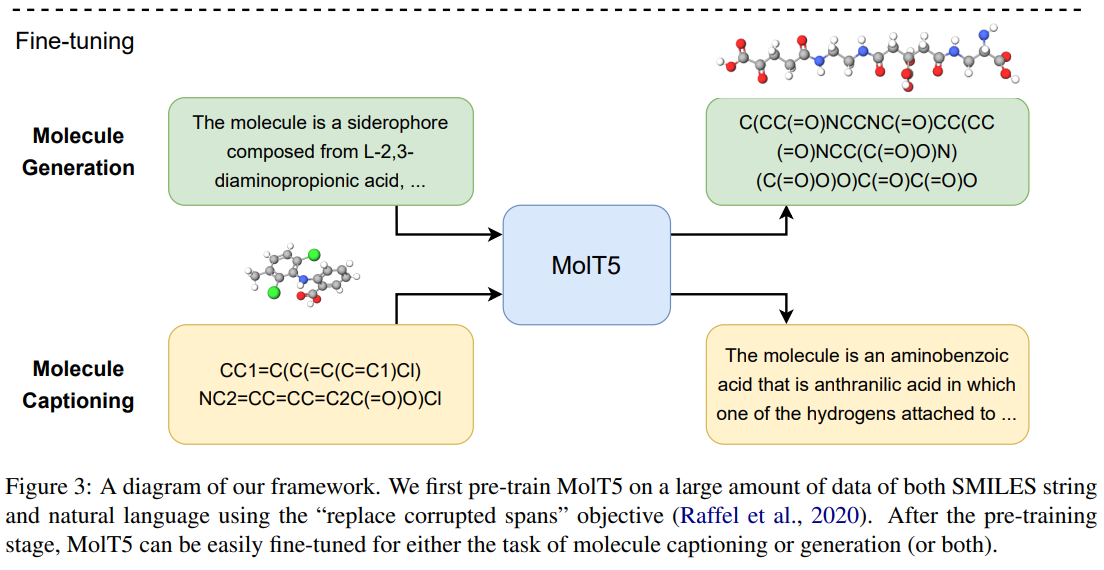 Fine-tuning
Molecule
Generation
The molecule is a siderophore
composed from L-2,3-
diaminopropionic acid, ...
C(CC(=O)NCCNC(=O)CC(CC
(=O)NCC(C(=O)O)N)
(C(=O)O)O)C(=O)C(=O)O
MolT5
Molecule
Captioning
CC1=C(C(=C(C=C1)Cl)
NC2=CC=CC=C2C(=O)O)Cl
The molecule is an aminobenzoic
acid that is anthranilic acid in which
one of the hydrogens attached to ...
Figure 3: A diagram of our framework. We first pre-train MolT5 on a large amount of data of both SMILES string
and natural language using the “replace corrupted spans” objective (Raffel et al., 2020). After the pre-training
stage, MolT5 can be easily fine-tuned for either the task of molecule captioning or generation (or both).